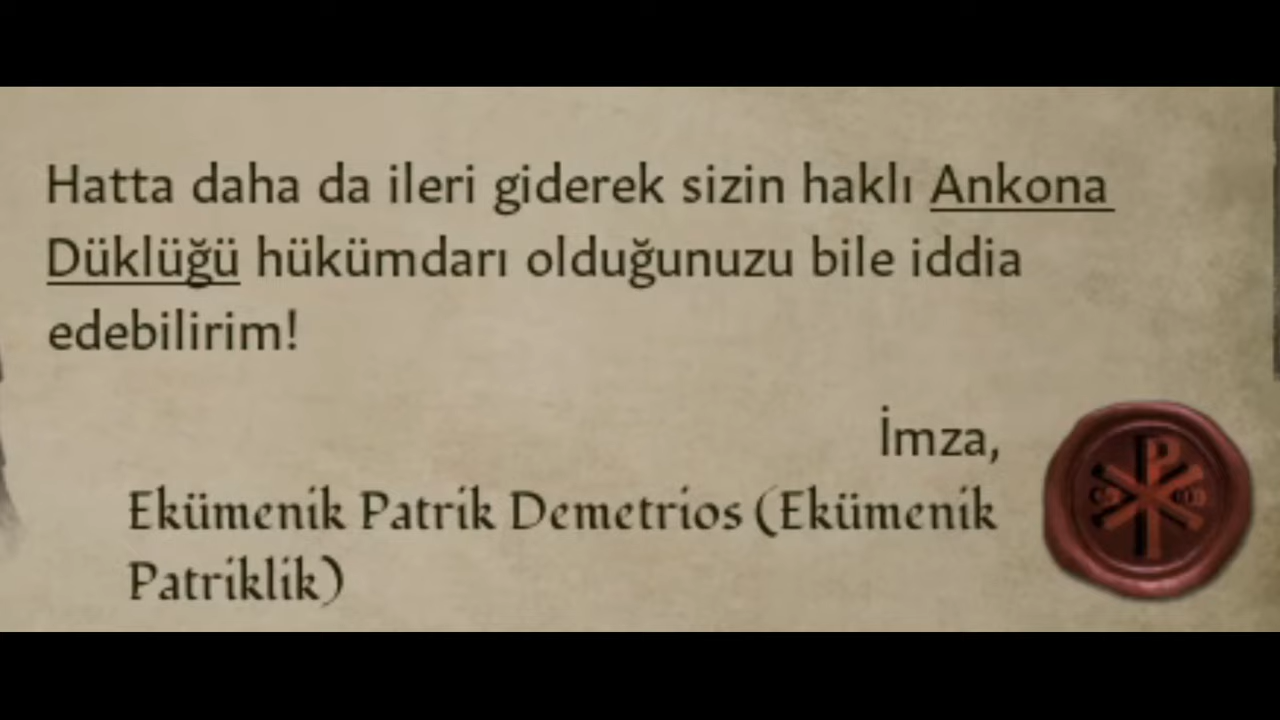 Hatta daha da ileri giderek sizin haklı Ankona
Düklüğü hükümdarı olduğunuzu bile iddia
edebilirim!
İmza,
Ekümenik Patrik Demetrios (Ekümenik
Patriklik)